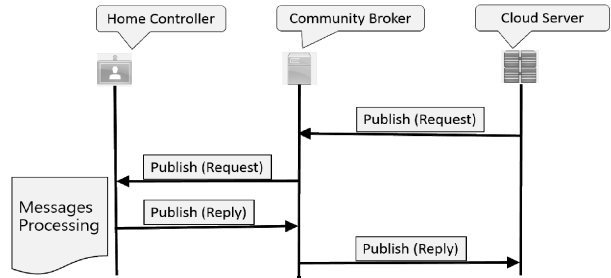 Home Controller
Community Broker
Cloud Server
Publish (Request)
Publish (Request)
Messages
Processing
Publish (Reply)
Publish (Reply)